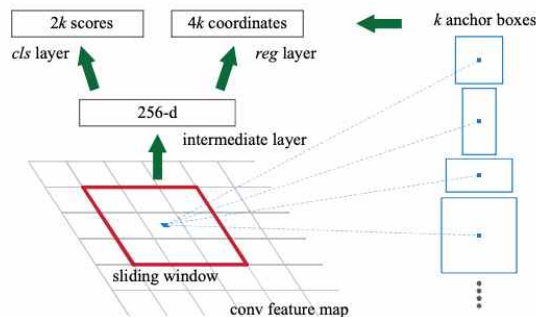 2k scores
4k coordinates
k anchor boxes
cls layer
reg layer
256-d
intermediate layer
sliding window
conv feature map